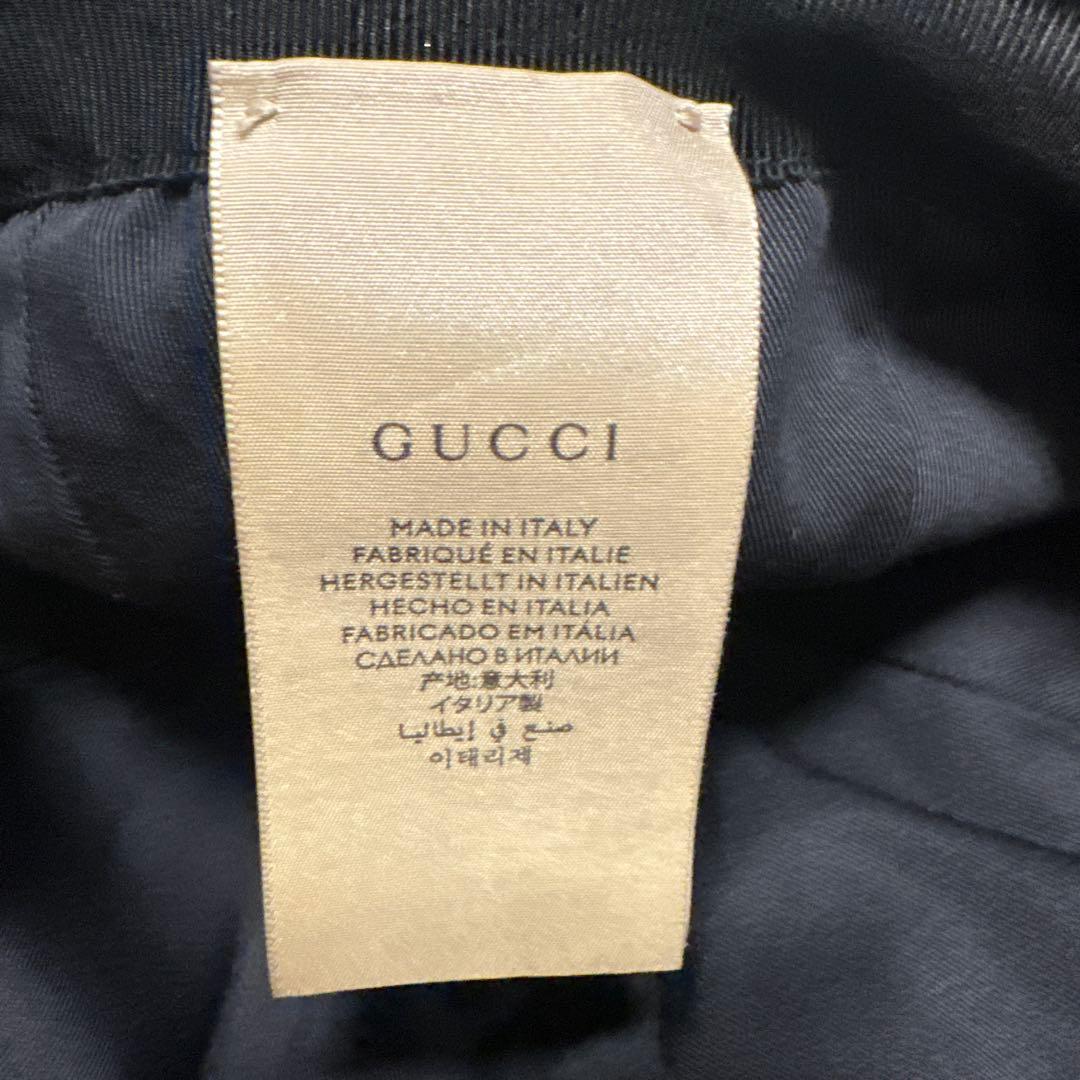 GUCCI
MADE IN ITALY
FABRIQUÉ EN ITALIE
HERGESTELLT IN ITALIEN
HECHO EN ITALIA
FABRICADO EM ITÁLIA
СДЕЛАНО В ИТАЛИИ
产地:意大利
イタリア製
صنع في إيطاليا
이태리제